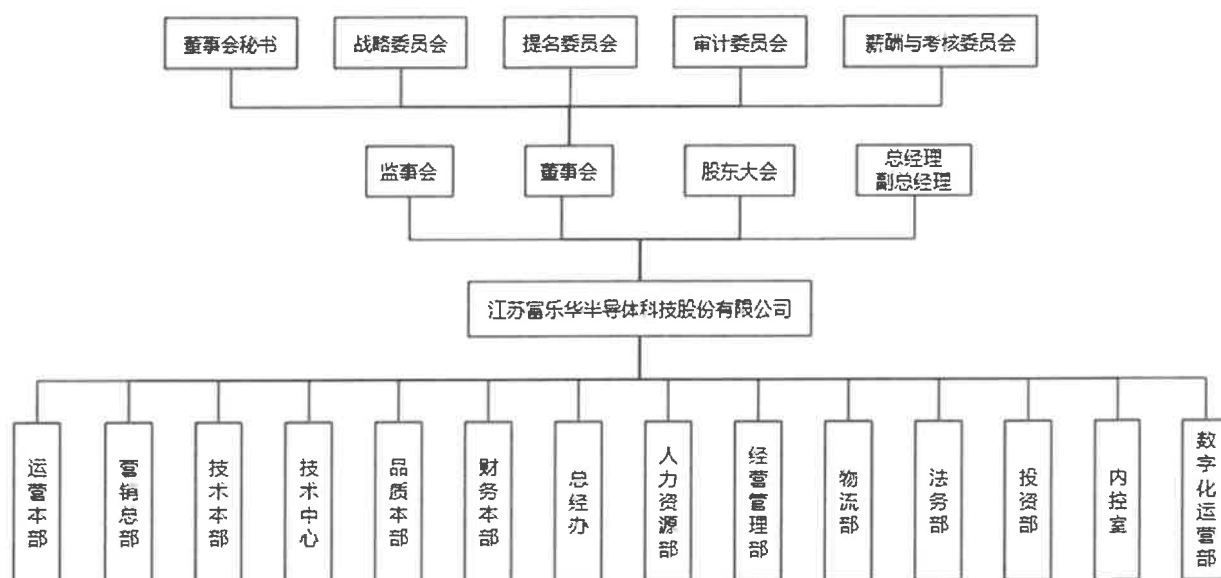 董事会秘书
战略委员会
提名委员会
审计委员会
薪酬与考核委员会
监事会
董事会
股东大会
总经理
副总经理
江苏富乐华半导体科技股份有限公司
运营本部
营销总部
技术本部
技术中心
品质本部
财务本部
总经办
人力资源部
经营管理部
物流部
法务部
投资部
内控室
数字化运营部